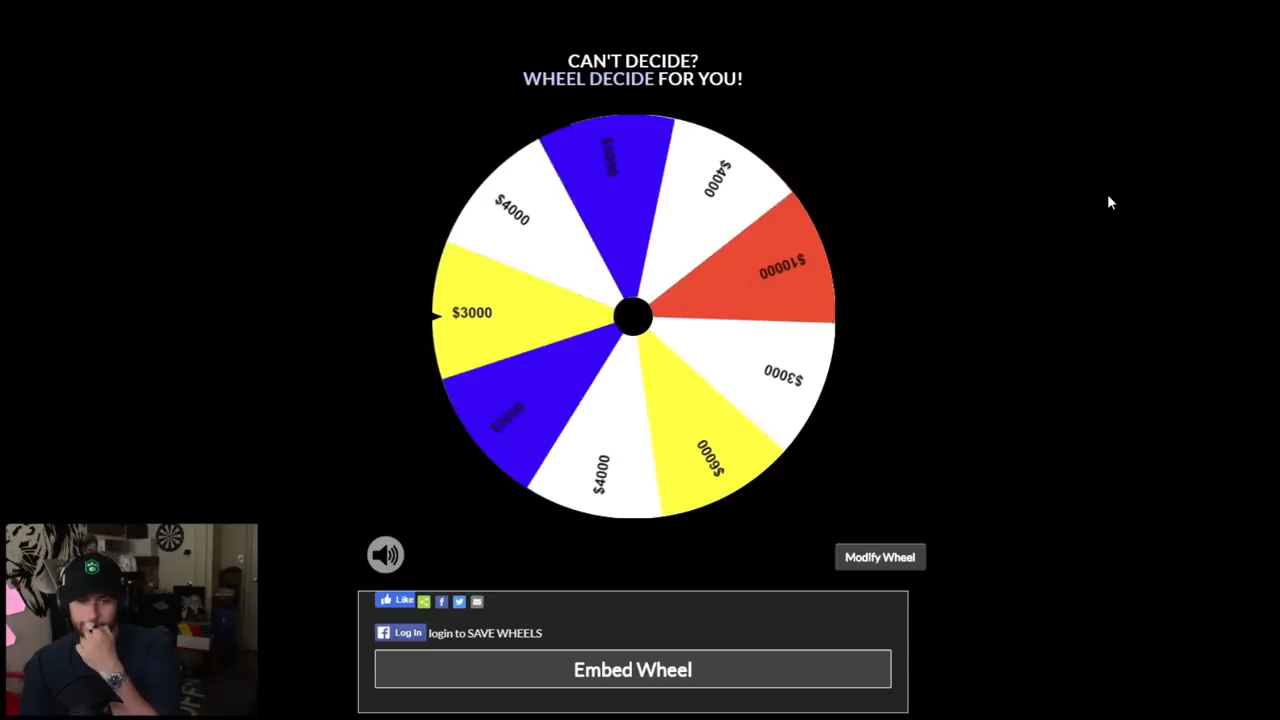 CAN'T DECIDE?
WHEEL DECIDE FOR YOU!
$5000
$4000
$4000
$10000
$3000
$3000
$6000
$4000
Modify Wheel
Like
Log In login to SAVE WHEELS
Embed Wheel